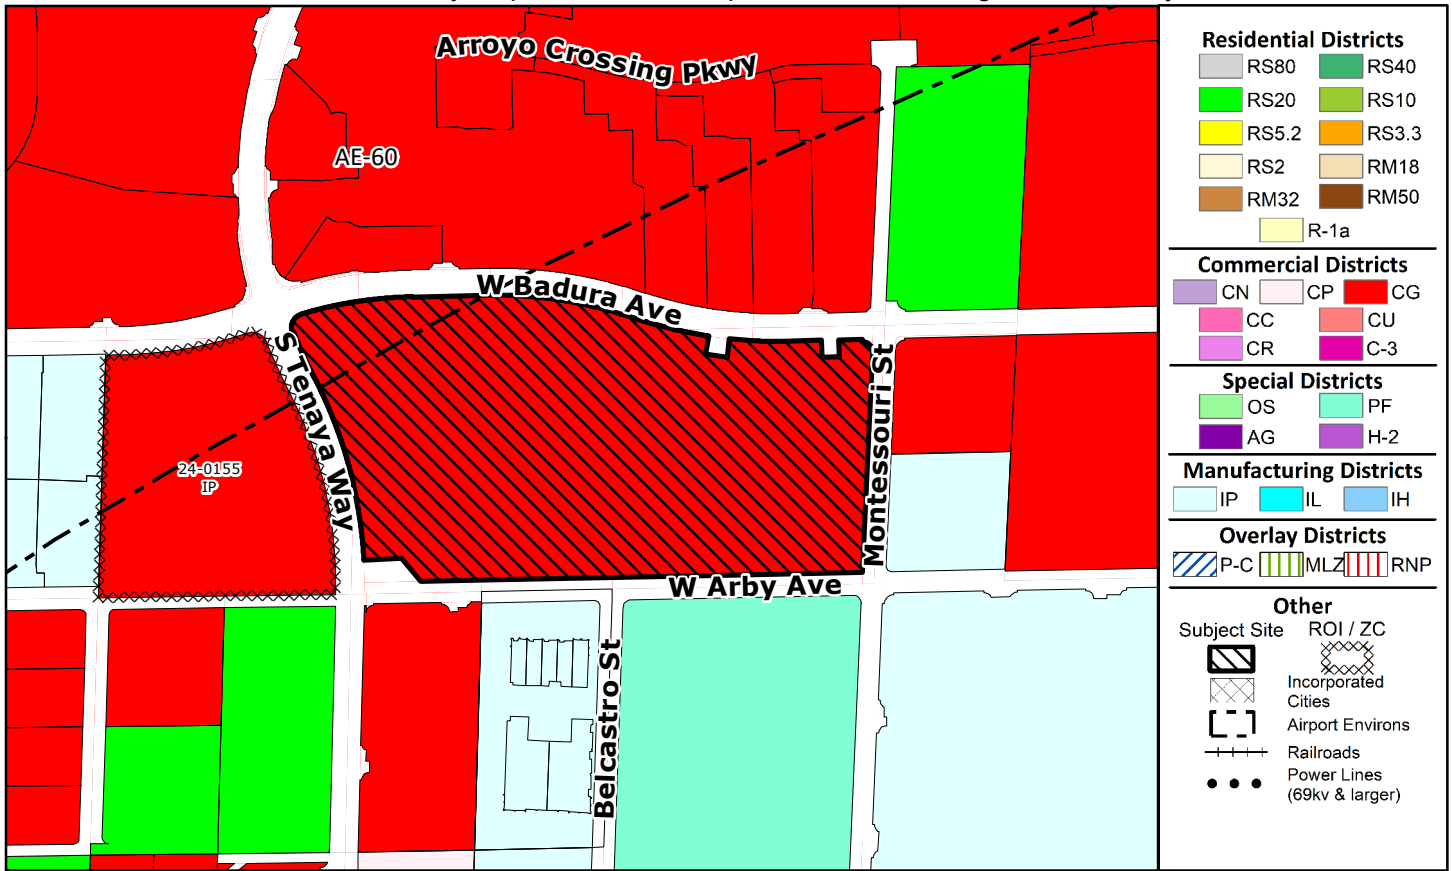 Arroyo Crossing Pkwy
AE-60
W Badura Ave
S Tenaya Way
24-0155
IP
Montessouri St
W Arby Ave
Belcastro St
Residential Districts
RS80 RS40
RS20 RS10
RS5.2 RS3.3
RS2 RM18
RM32 RM50
R-1a
Commercial Districts
CN CP CG
CC CU
CR C-3
Special Districts
OS PF
AG H-2
Manufacturing Districts
IP IL IH
Overlay Districts
P-C MLZ RNP
Other
Subject Site ROI / ZC
Incorporated
Cities
Airport Environs
Railroads
Power Lines
(69kv & larger)